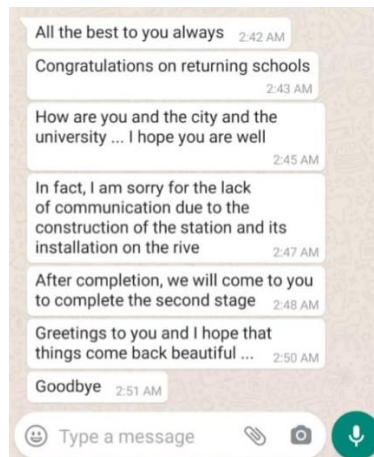 All the best to you always 2:42 AM
Congratulations on returning schools
2:43 AM
How are you and the city and the
university ... I hope you are well
2:45 AM
In fact, I am sorry for the lack
of communication due to the
construction of the station and its
installation on the rive 2:47 AM
After completion, we will come to you
to complete the second stage 2:48 AM
Greetings to you and I hope that
things come back beautiful ... 2:50 AM
Goodbye 2:51 AM
Type a message